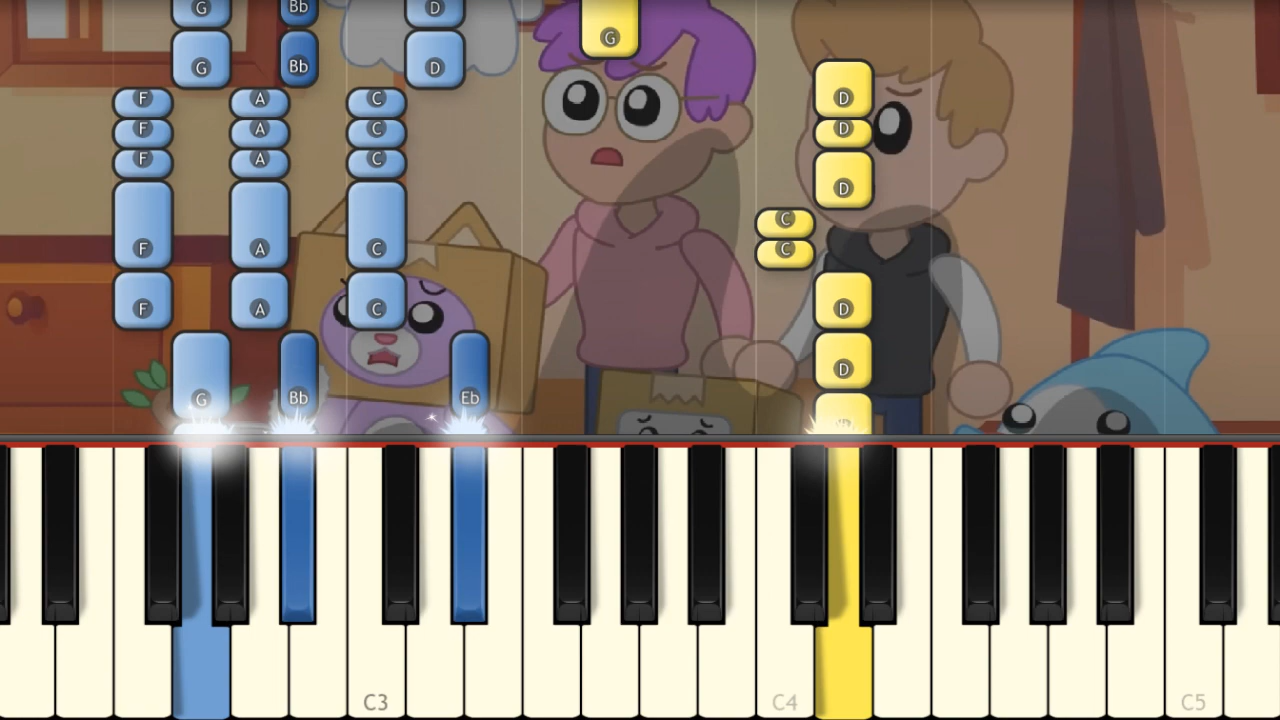 G Bb D G
G Bb D
F A C D
F A C D
F A C D
C
F A C C
F A C D
D
G Bb Eb D
C3 C4 C5